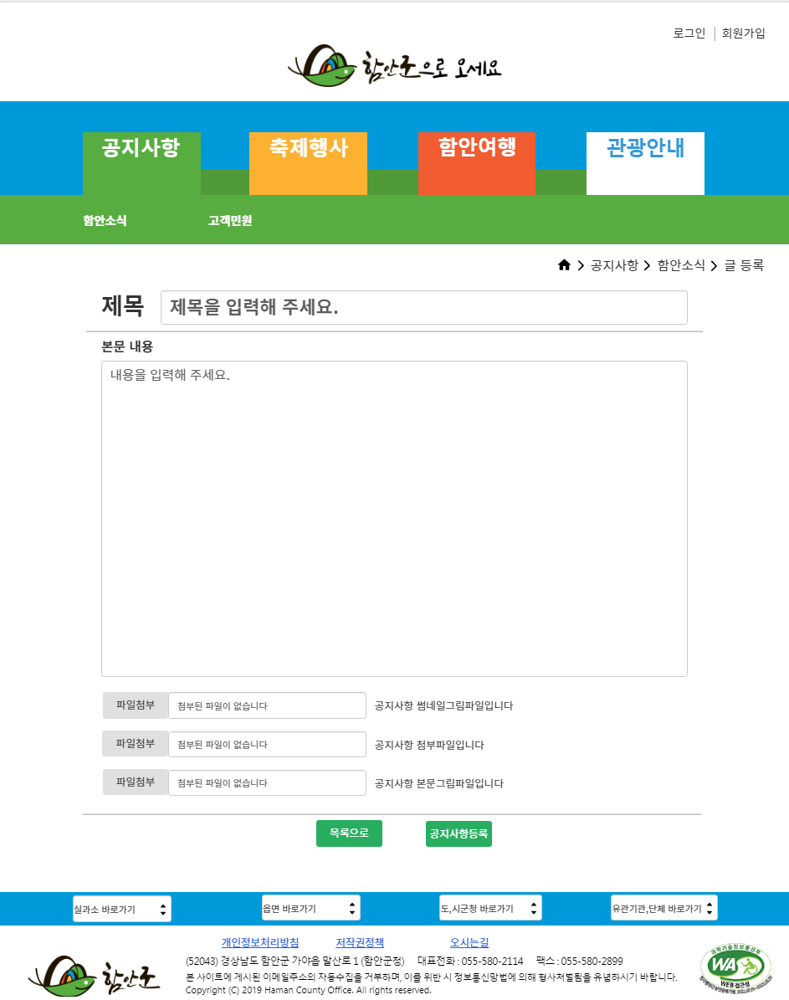 로그인 회원가입
함안군으로 오세요
공지사항 축제행사 함안여행 관광안내
함안소식 고객민원
공지사항 함안소식 글 등록
제목 제목을 입력해 주세요.
본문 내용
내용을 입력해 주세요.
파일첨부 첨부된 파일이 없습니다 공지사항 썸네일그림파일입니다
파일첨부 첨부된 파일이 없습니다 공지사항 첨부파일입니다
파일첨부 첨부된 파일이 없습니다 공지사항 본문그림파일입니다
목록으로 공지사항등록
실과소 바로가기 읍면 바로가기 도,시군청 바로가기 유관기관,단체 바로가기
개인정보처리방침 저작권정책 오시는길
(52043) 경상남도 함안군 가야읍 말산로 1 (함안군청) 대표전화 : 055-580-2114 팩스 : 055-580-2899
본 사이트에 게시된 이메일주소의 자동수집을 거부하며, 이를 위반 시 정보통신망법에 의해 형사처벌됨을 유념하시기 바랍니다.
Copyright (C) 2019 Haman County Office. All rights reserved.
함안군
과학기술정보통신부
WA
WEB 접근성